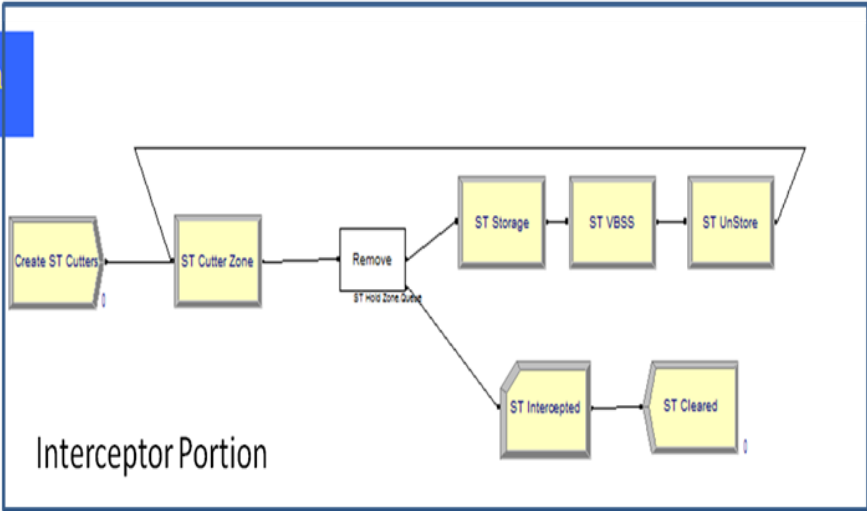 ST Storage
ST VBSS
ST UnStore
Create ST Cutters
0
ST Cutter Zone
Remove
ST Hold Zone.Queue
ST Intercepted
ST Cleared
0
Interceptor Portion